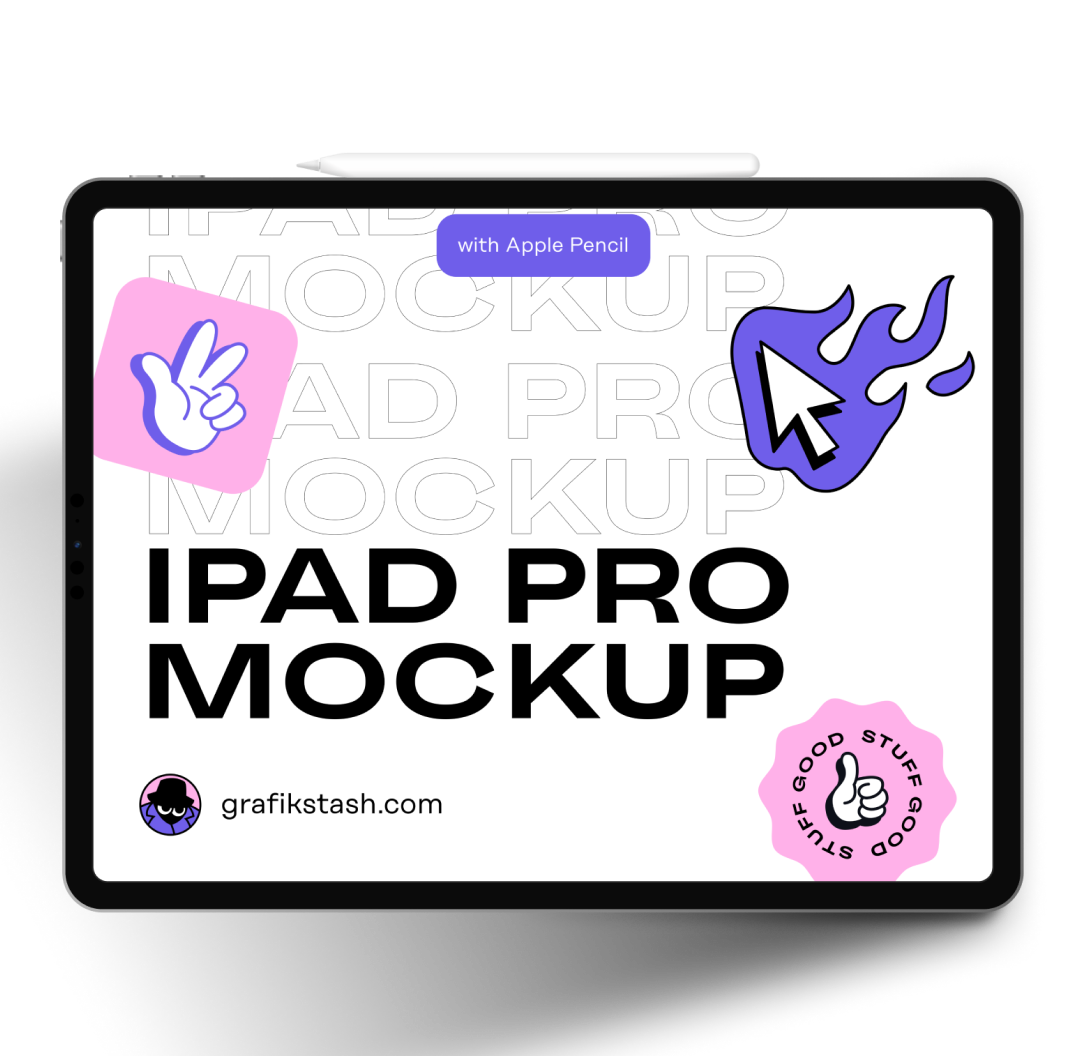 IPAD PRO
with Apple Pencil
MOCKUP
IPAD PRO
MOCKUP
IPAD PRO
MOCKUP
GOOD STUFF GOOD STUFF
grafikstash.com